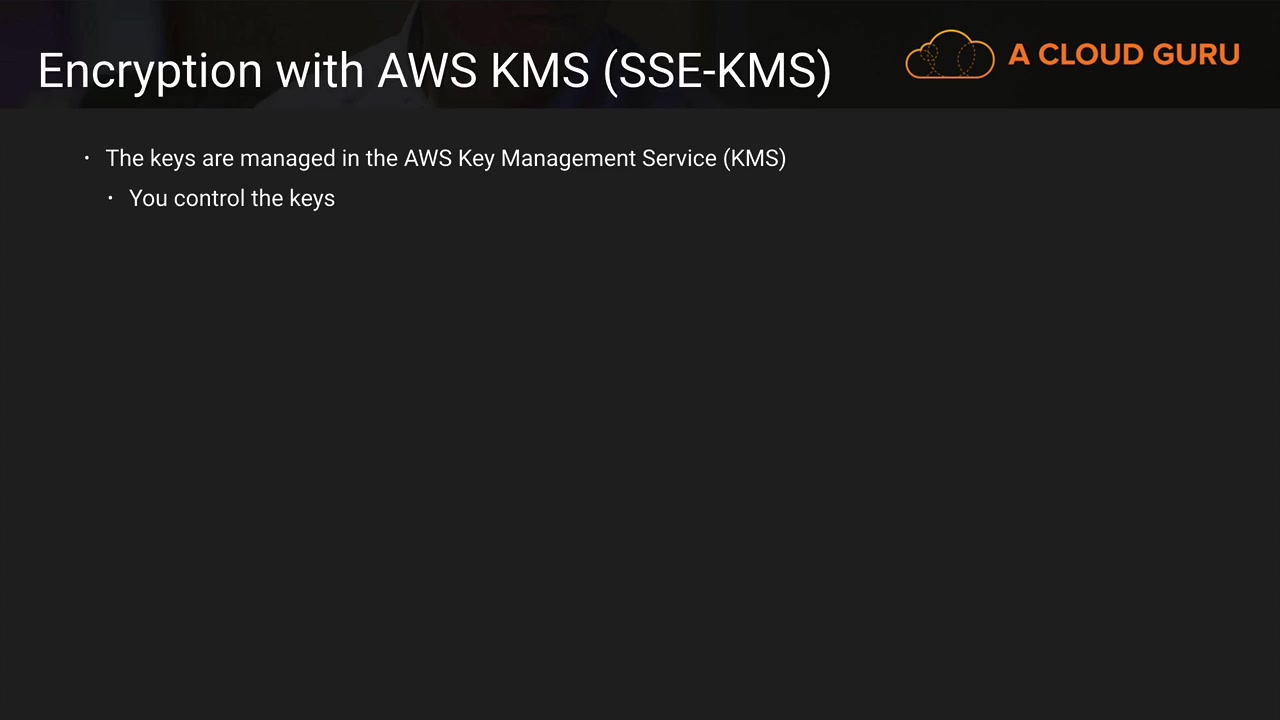 Encryption with AWS KMS (SSE-KMS)
A CLOUD GURU
· The keys are managed in the AWS Key Management Service (KMS)
· You control the keys